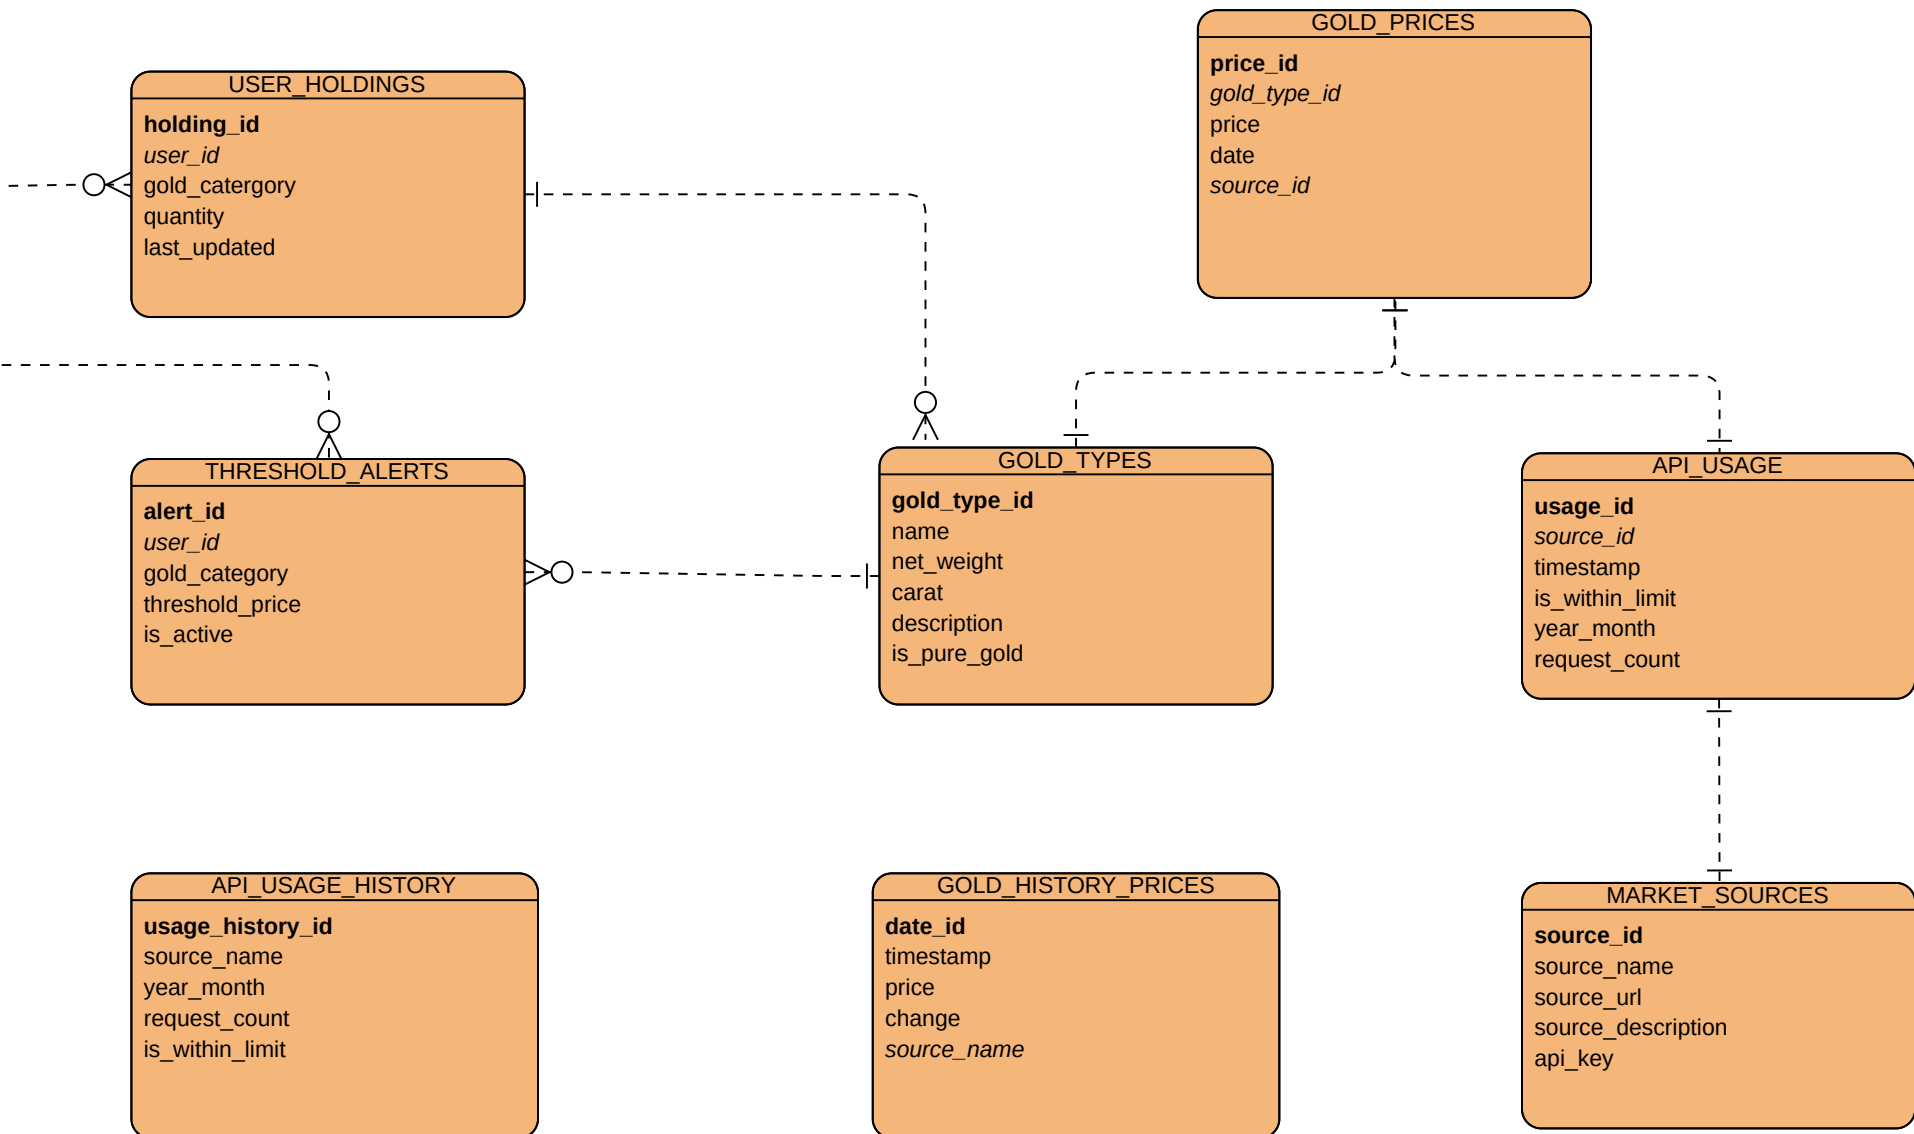 GOLD_PRICES
price_id
gold_type_id
price
date
source_id
USER_HOLDINGS
holding_id
user_id
gold_catergory
quantity
last_updated
THRESHOLD_ALERTS
alert_id
user_id
gold_category
threshold_price
is_active
GOLD_TYPES
gold_type_id
name
net_weight
carat
description
is_pure_gold
API_USAGE
usage_id
source_id
timestamp
is_within_limit
year_month
request_count
API_USAGE_HISTORY
usage_history_id
source_name
year_month
request_count
is_within_limit
GOLD_HISTORY_PRICES
date_id
timestamp
price
change
source_name
MARKET_SOURCES
source_id
source_name
source_url
source_description
api_key